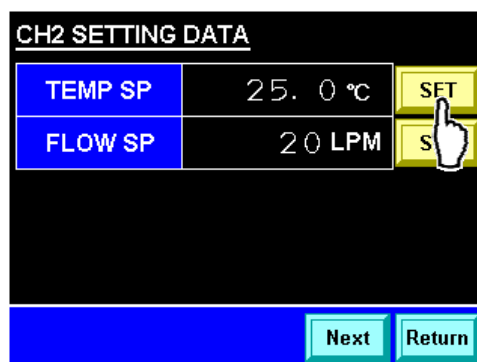 CH2 SETTING DATA
TEMP SP 25. 0 ℃ SET
FLOW SP 20 LPM
Next Return